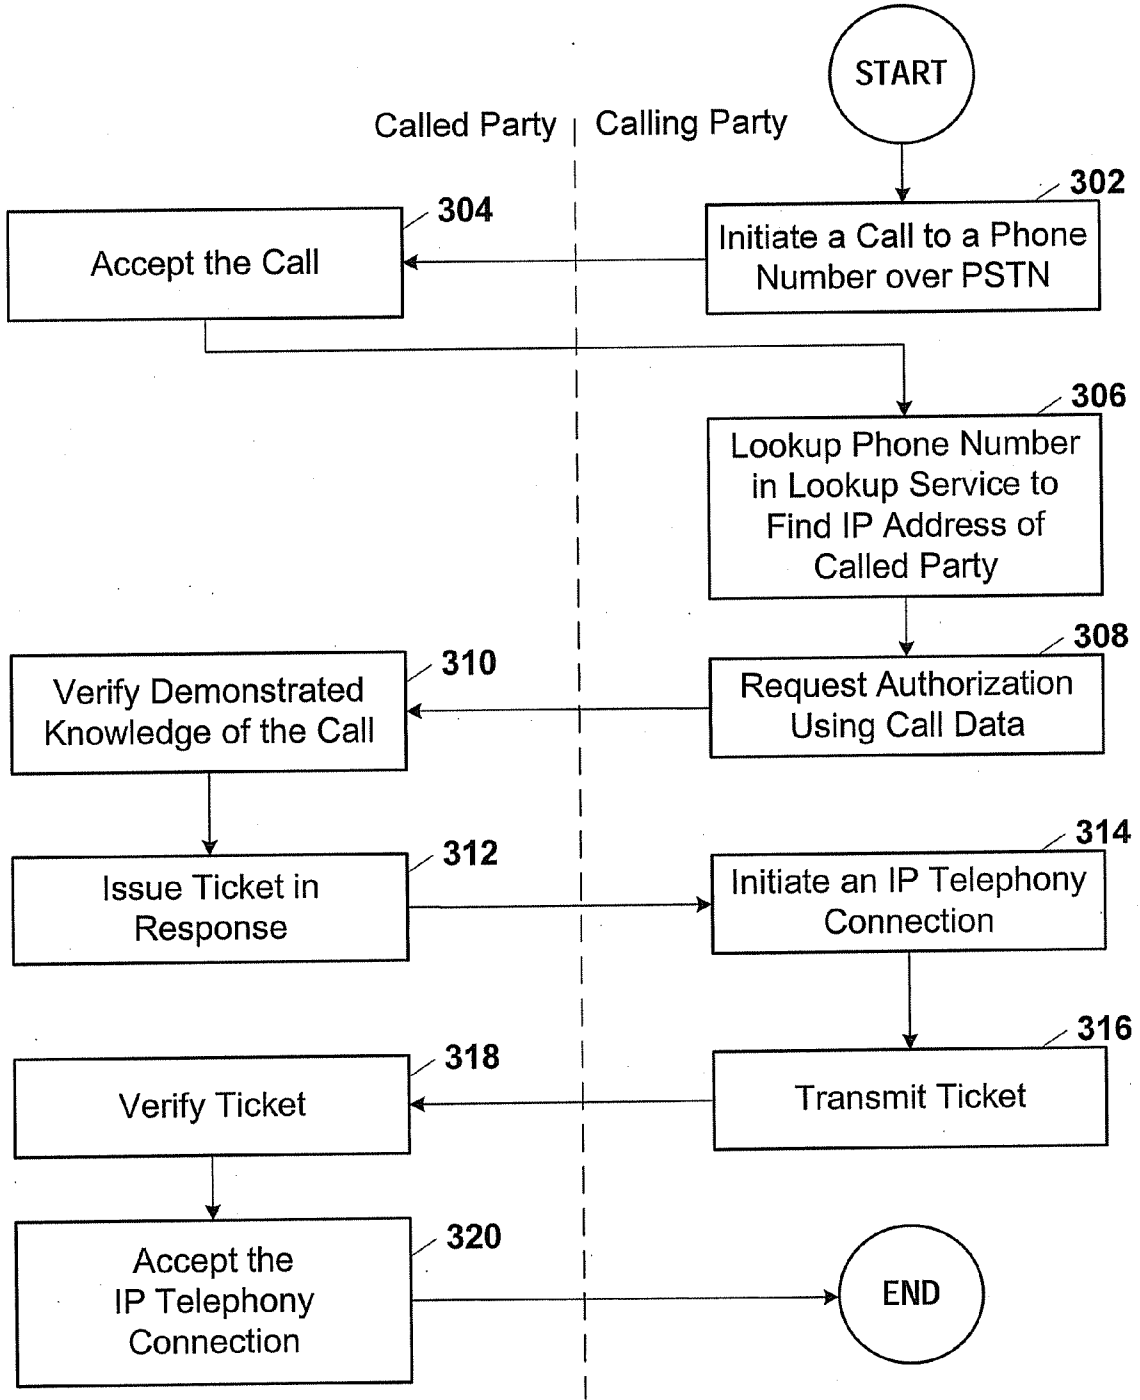 START
Called Party
Calling Party
302
Initiate a Call to a Phone
Number over PSTN
304
Accept the Call
306
Lookup Phone Number
in Lookup Service to
Find IP Address of
Called Party
308
Request Authorization
Using Call Data
310
Verify Demonstrated
Knowledge of the Call
312
Issue Ticket in
Response
314
Initiate an IP Telephony
Connection
316
Transmit Ticket
318
Verify Ticket
320
Accept the
IP Telephony
Connection
END